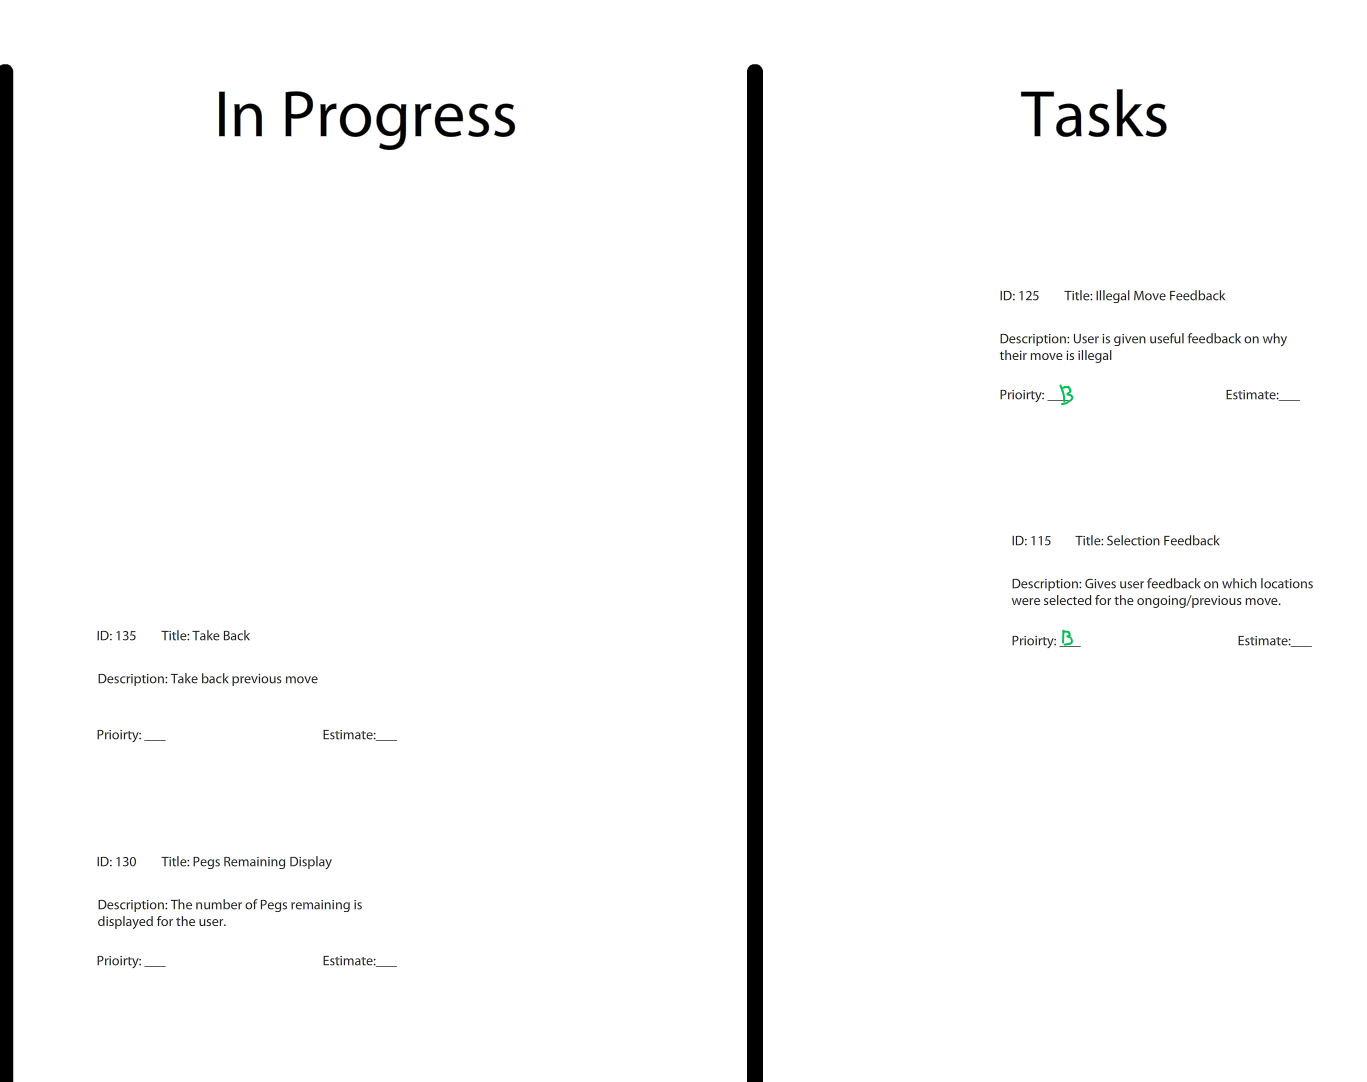 In Progress
ID: 135 Title: Take Back
Description: Take back previous move
Prioirty: ___ Estimate:___
ID: 130 Title: Pegs Remaining Display
Description: The number of Pegs remaining is
displayed for the user.
Prioirty: ___ Estimate:___
Tasks
ID: 125 Title: Illegal Move Feedback
Description: User is given useful feedback on why
their move is illegal
Prioirty: ___B Estimate:___
ID: 115 Title: Selection Feedback
Description: Gives user feedback on which locations
were selected for the ongoing/previous move.
Prioirty: _B_ Estimate:___